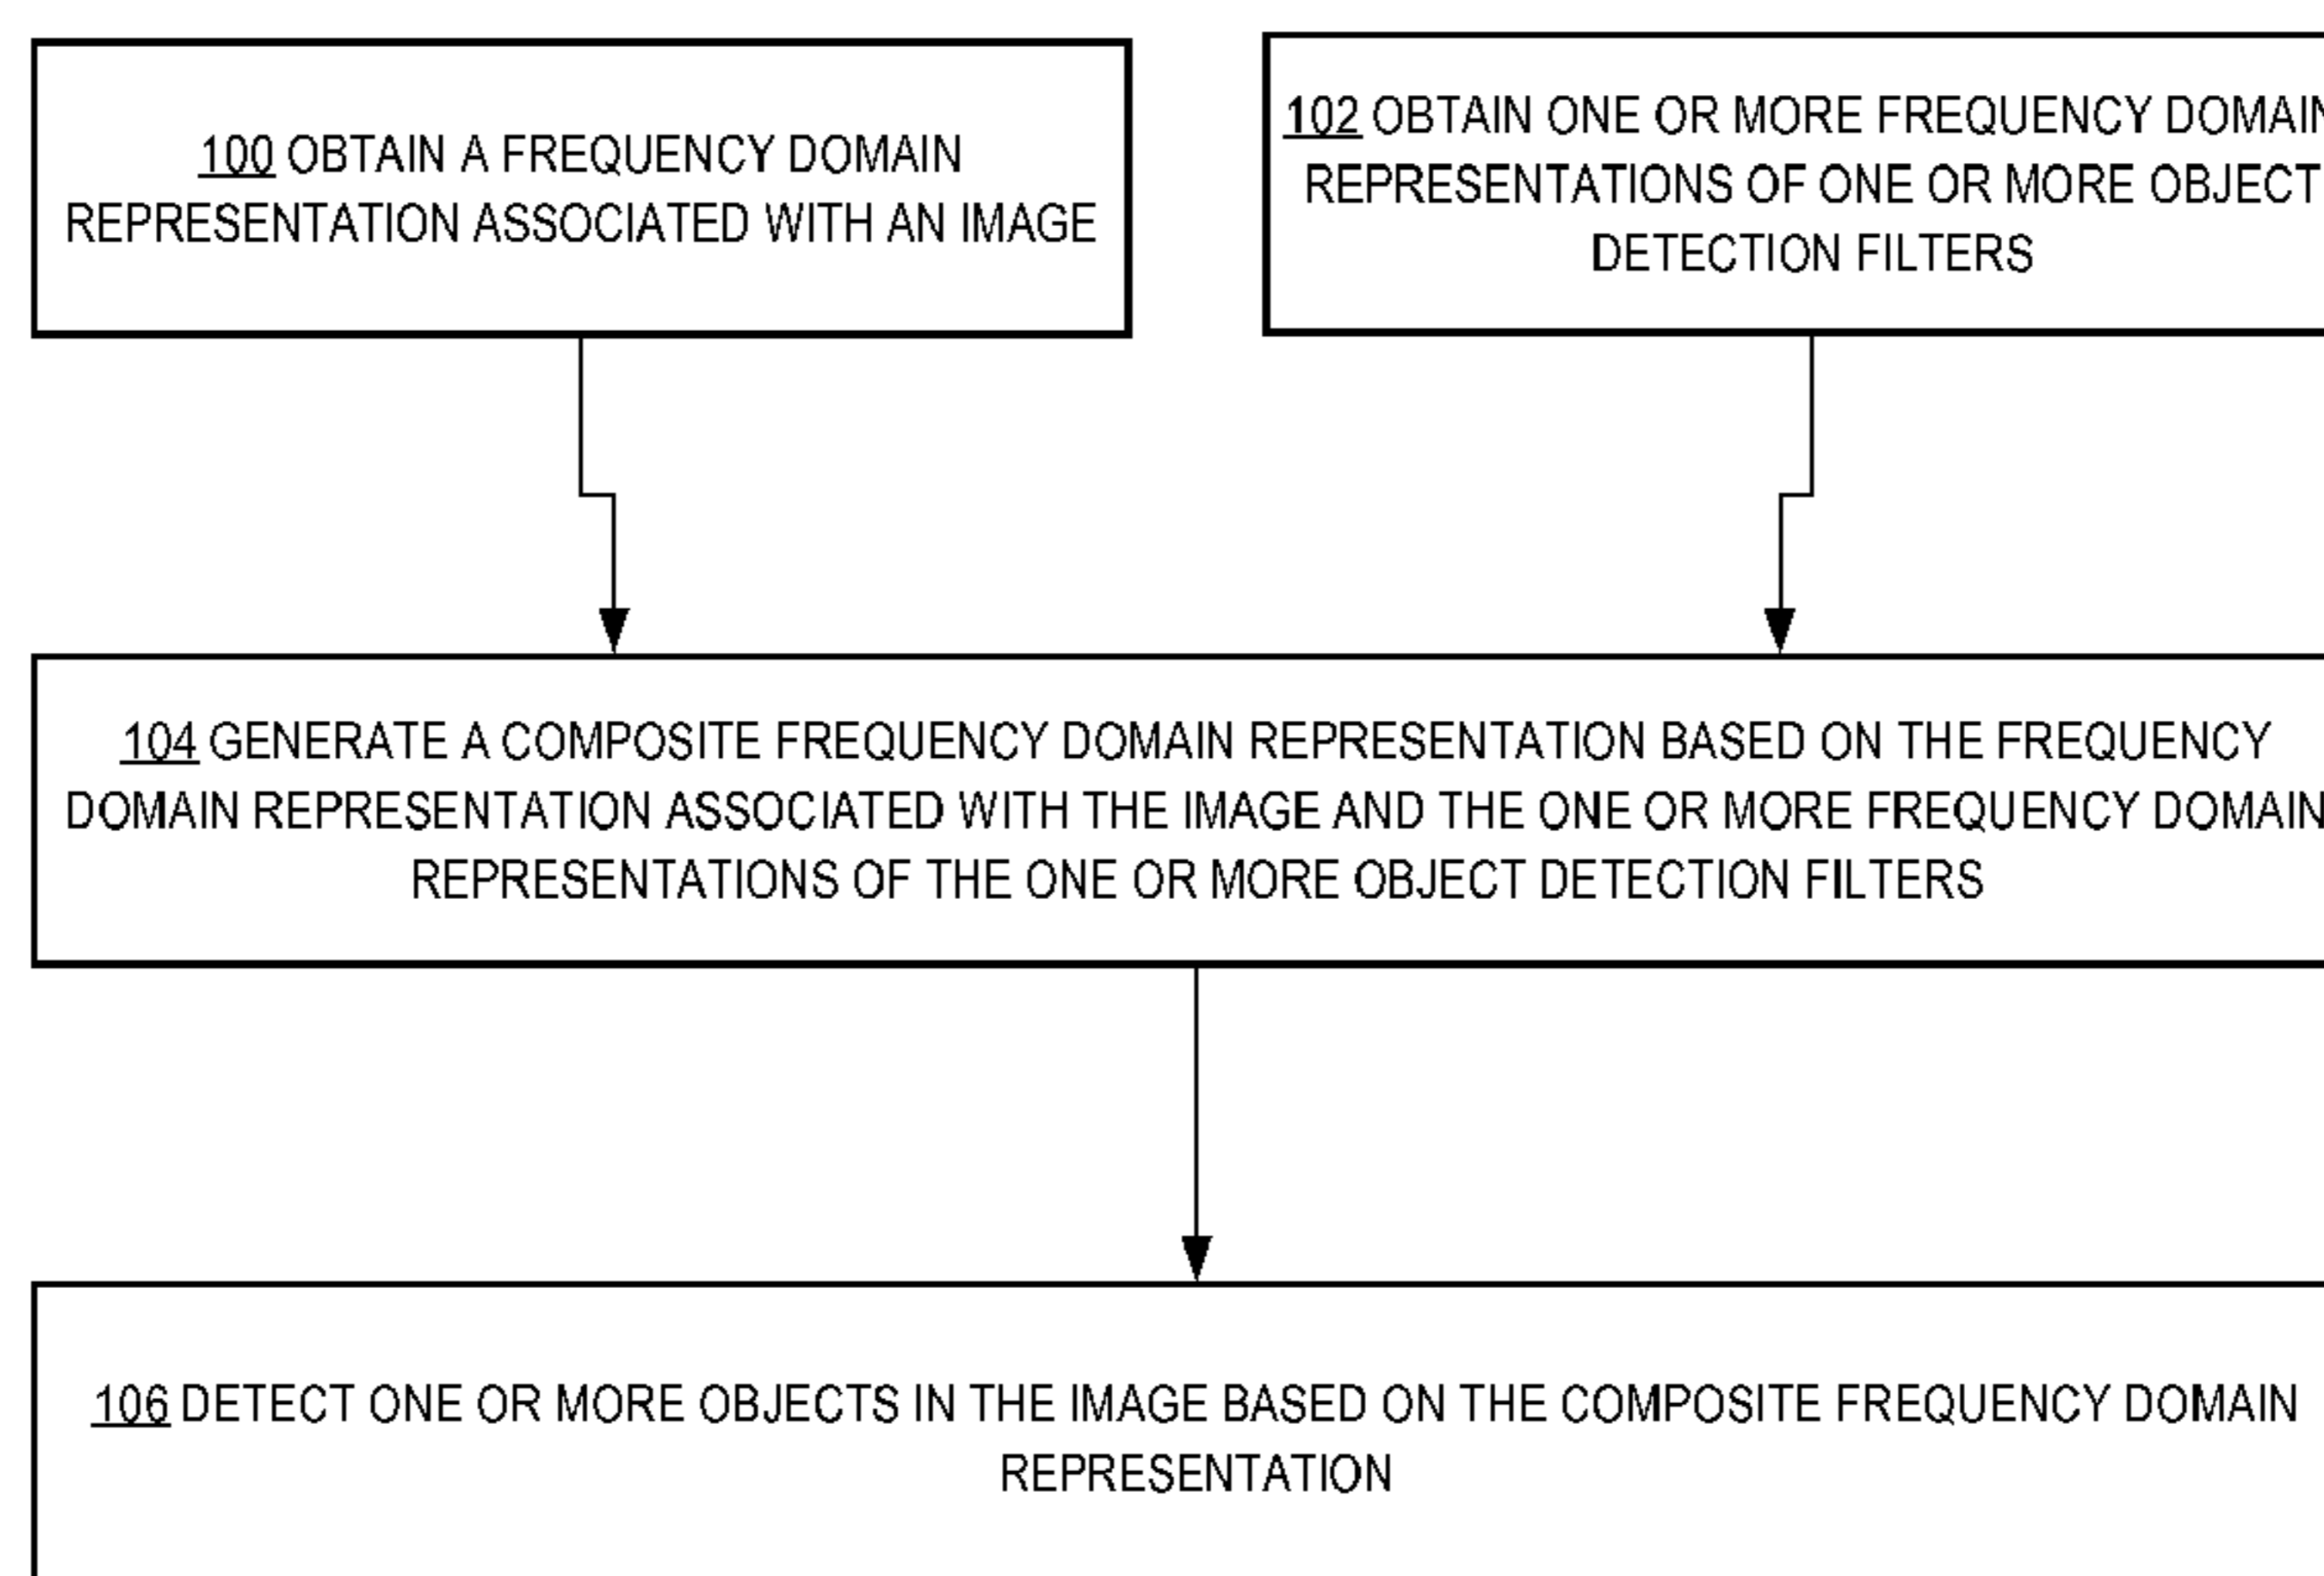 100 OBTAIN A FREQUENCY DOMAIN
REPRESENTATION ASSOCIATED WITH AN IMAGE
102 OBTAIN ONE OR MORE FREQUENCY DOMAIN
REPRESENTATIONS OF ONE OR MORE OBJECT
DETECTION FILTERS
104 GENERATE A COMPOSITE FREQUENCY DOMAIN REPRESENTATION BASED ON THE FREQUENCY
DOMAIN REPRESENTATION ASSOCIATED WITH THE IMAGE AND THE ONE OR MORE FREQUENCY DOMAIN
REPRESENTATIONS OF THE ONE OR MORE OBJECT DETECTION FILTERS
106 DETECT ONE OR MORE OBJECTS IN THE IMAGE BASED ON THE COMPOSITE FREQUENCY DOMAIN
REPRESENTATION